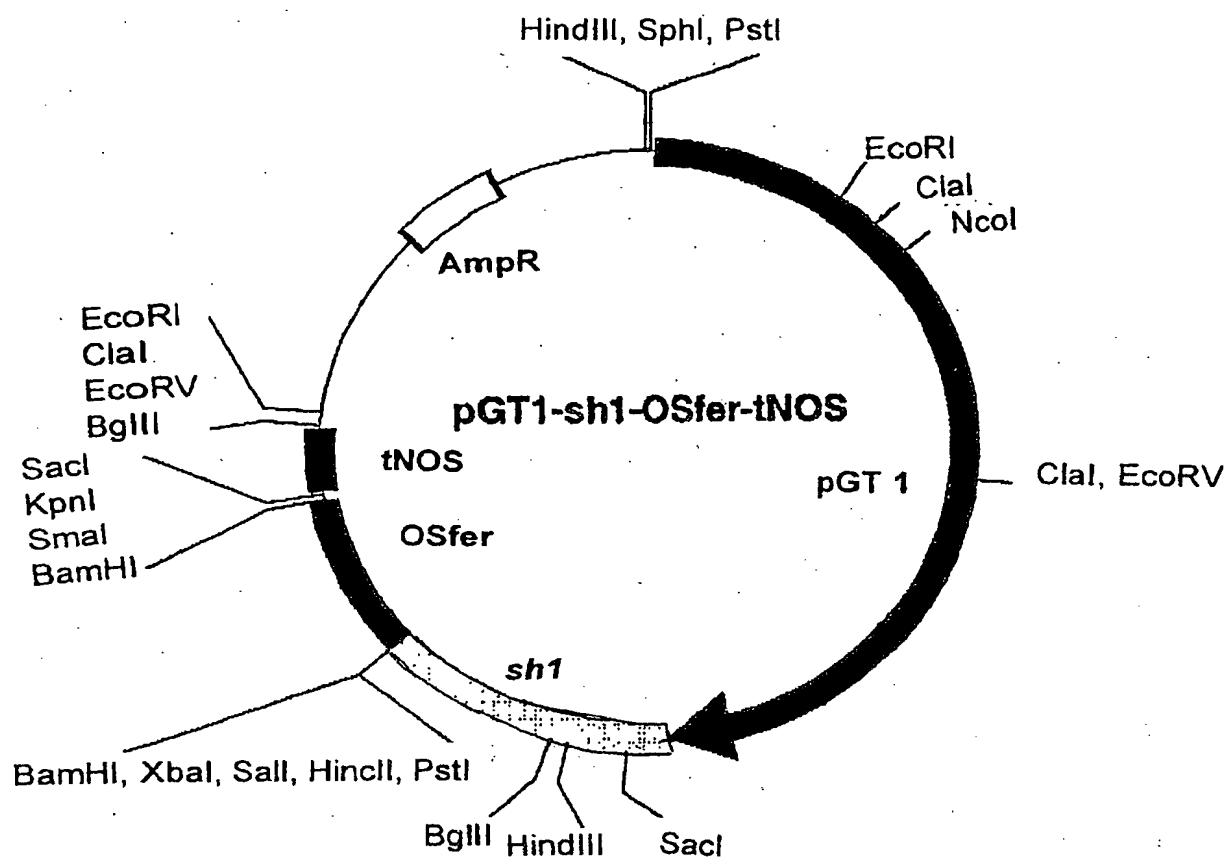 HindIII, SphI, PstI
EcoRI
ClaI
NcoI
AmpR
EcoRI
ClaI
EcoRV
BglII
pGT1-sh1-OSfer-tNOS
tNOS
pGT 1
ClaI, EcoRV
SacI
KpnI
SmaI
BamHI
OSfer
sh1
BamHI, XbaI, SalI, HincII, PstI
BglII
HindIII
SacI